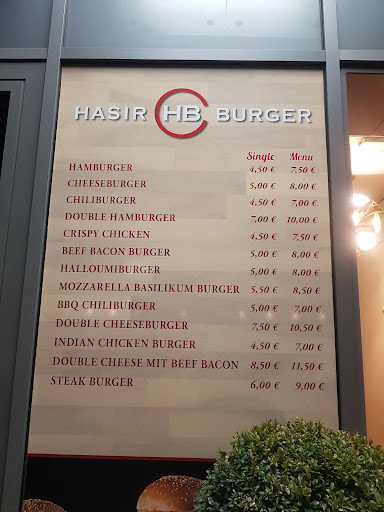 HASIR HB BURGER
Single Menu
HAMBURGER 4,50 € 7,50 €
CHEESEBURGER 5,00 € 8,00 €
CHILIBURGER 4,50 € 7,00 €
DOUBLE HAMBURGER 7,00 € 10,00 €
CRISPY CHICKEN 4,50 € 7,50 €
BEEF BACON BURGER 5,00 € 8,00 €
HALLOUMIBURGER 5,00 € 8,00 €
MOZZARELLA BASILIKUM BURGER 5,50 € 8,50 €
BBQ CHILIBURGER 5,00 € 7,00 €
DOUBLE CHEESEBURGER 7,50 € 10,50 €
INDIAN CHICKEN BURGER 4,50 € 7,00 €
DOUBLE CHEESE MIT BEEF BACON 8,50 € 11,50 €
STEAK BURGER 6,00 € 9,00 €